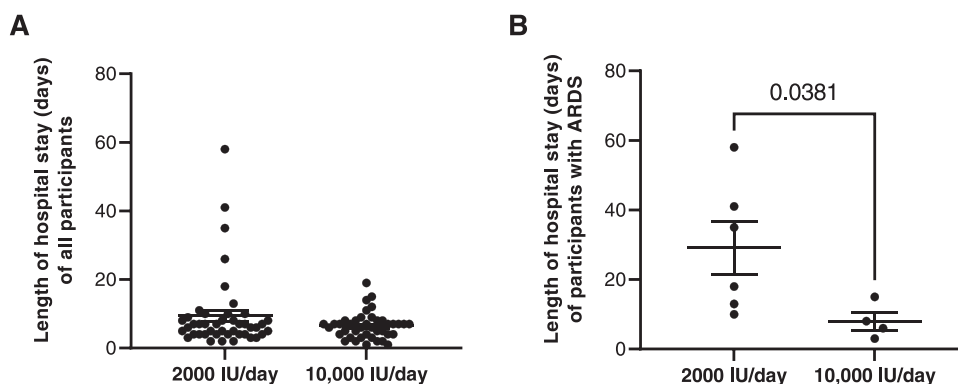 A
Length of hospital stay (days)
of all participants
80
60
40
20
0
2000 IU/day
10,000 IU/day
B
Length of hospital stay (days)
of participants with ARDS
80
60
40
20
0
0.0381
2000 IU/day
10,000 IU/day